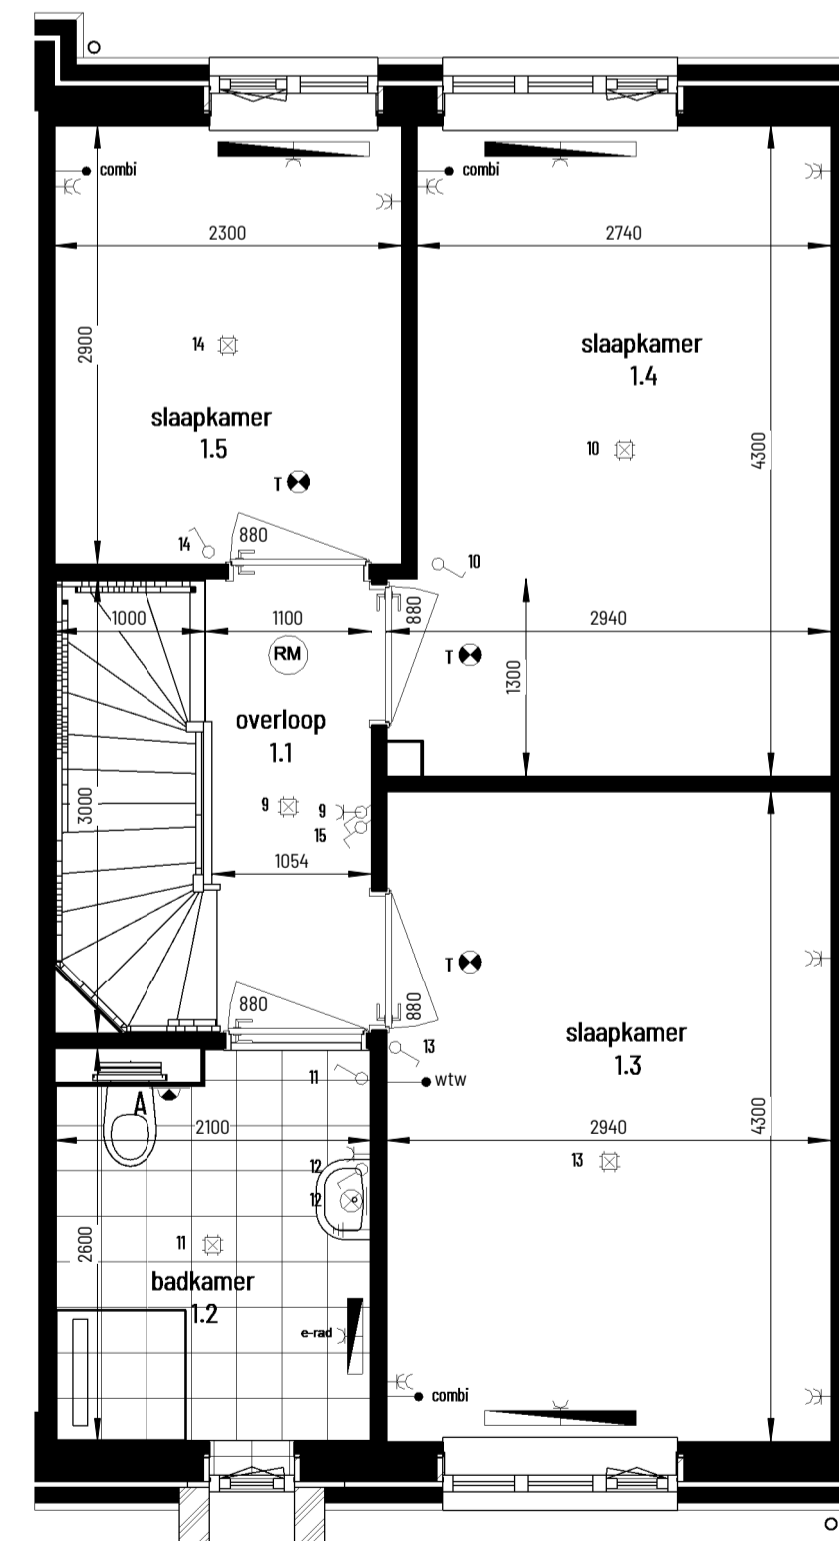 combi
combi
2300
2740
2900
14
slaapkamer
1.4
slaapkamer
1.5
10
4300
T
14
880
10
1000
1100
880
2940
RM
T
1300
overloop
1.1
3000
9
9
15
1054
T
880
880
slaapkamer
1.3
13
11
wtw
A
2100
2940
4300
12
13
12
2600
11
badkamer
1.2
e-rad
combi